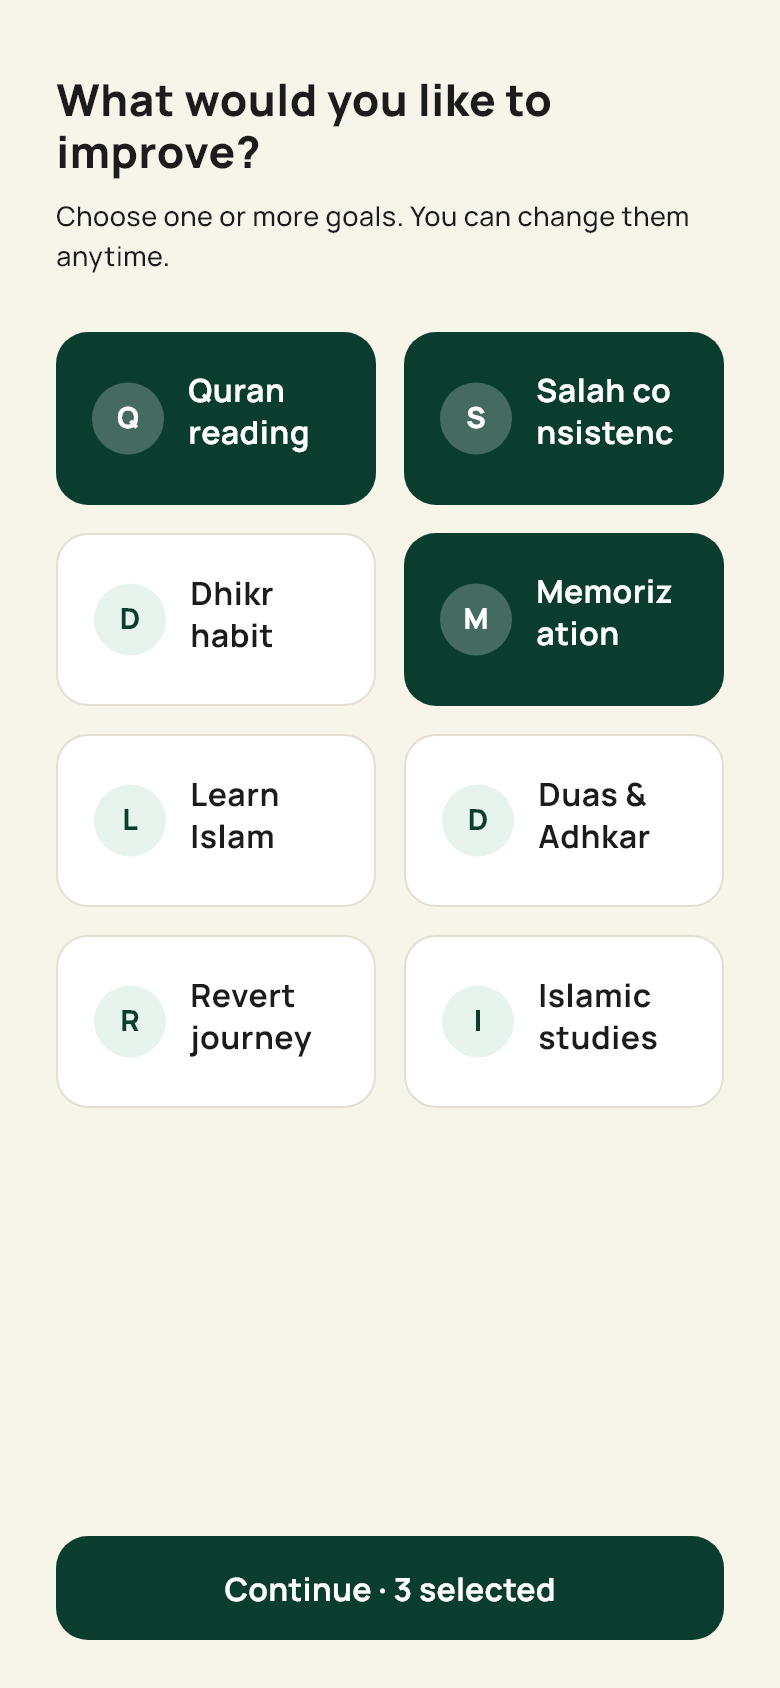 What would you like to
improve?
Choose one or more goals. You can change them
anytime.
Q
Quran
reading
S
Salah co
nsistenc
D
Dhikr
habit
M
Memoriz
ation
L
Learn
Islam
D
Duas &
Adhkar
R
Revert
journey
I
Islamic
studies
Continue · 3 selected